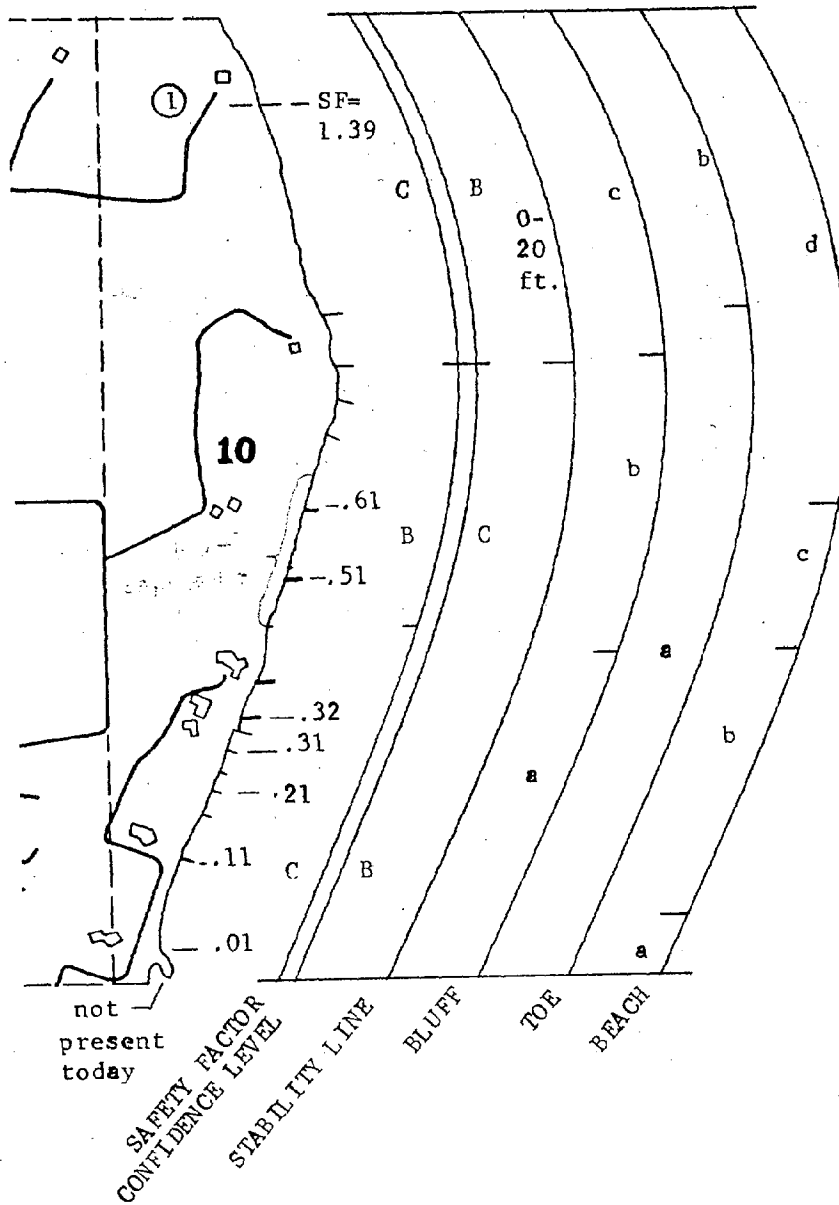 1
SF=
1.39
C
B
c
b
0-
20
ft.
d
10
b
-.61
B
C
c
-.51
a
.32
b
.31
a
.21
.11
C
B
.01
a
not
present
today
SAFETY FACTOR
CONFIDENCE LEVEL
STABILITY LINE
BLUFF
TOE
BEACH